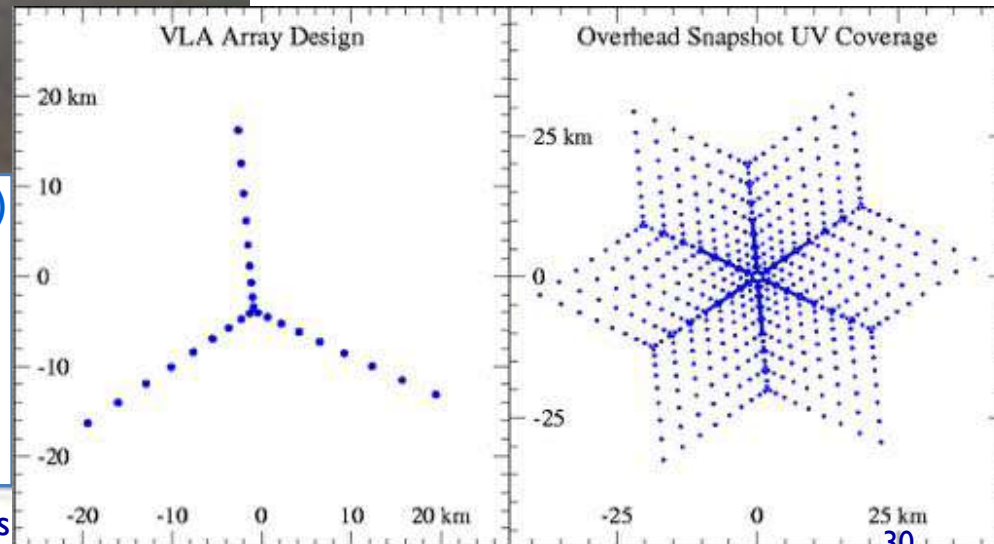 VLA Array Design
20 km
10
0
-10
-20
-20 -10 0 10 20 km
Overhead Snapshot UV Coverage
25 km
0
-25
-25 0 25 km
)
s
30